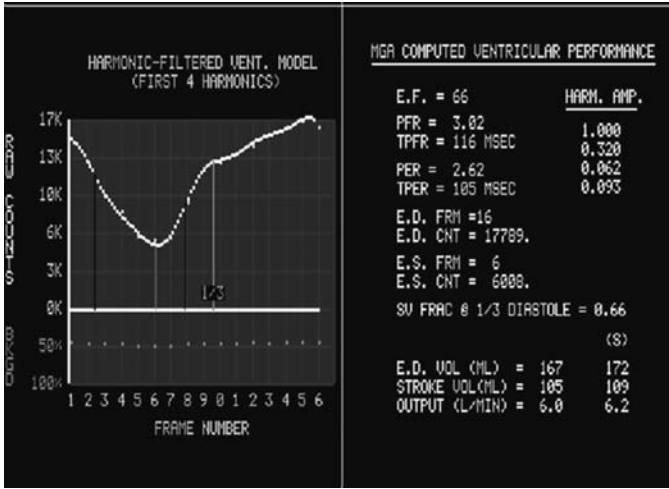 HARMONIC-FILTERED VENT. MODEL
(FIRST 4 HARMONICS)
RAW COUNTS
17K
13K
10K
6K
3K
0K
1/3
BKGD
50%
100%
1 2 3 4 5 6 7 8 9 0 1 2 3 4 5 6
FRAME NUMBER
MGA COMPUTED VENTRICULAR PERFORMANCE
E.F. = 66 HARM. AMP.
PFR = 3.02 1.000
TPFR = 116 MSEC 0.320
PER = 2.62 0.062
TPER = 105 MSEC 0.093
E.D. FRM =16
E.D. CNT = 17789.
E.S. FRM = 6
E.S. CNT = 6008.
SV FRAC @ 1/3 DIASTOLE = 0.66
(S)
E.D. VOL (ML) = 167 172
STROKE VOL(ML) = 105 109
OUTPUT (L/MIN) = 6.0 6.2